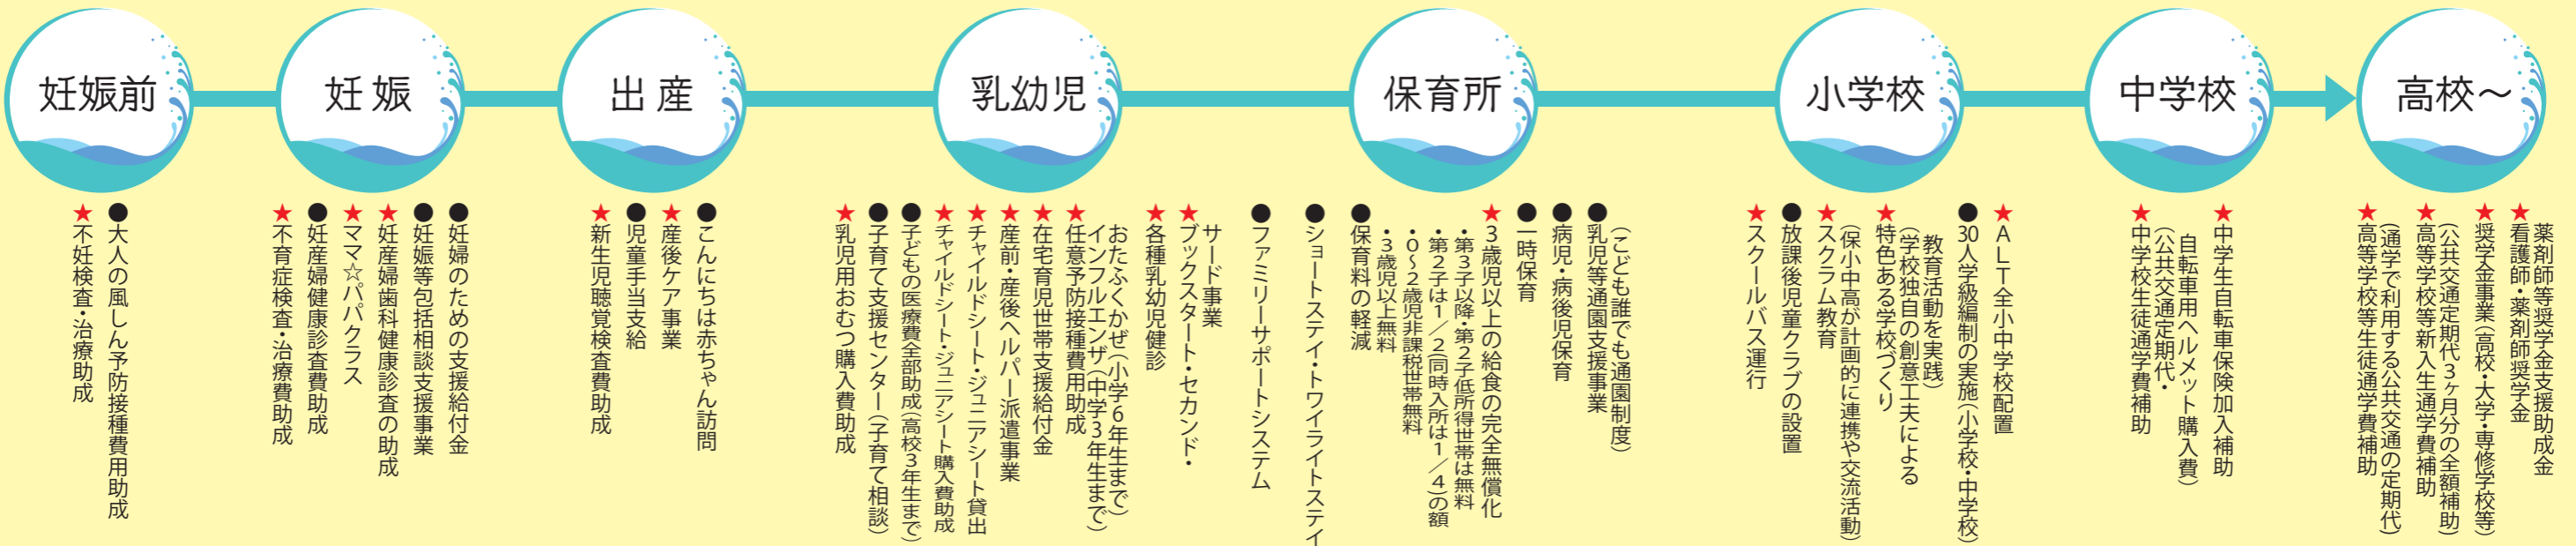 妊娠前
妊娠
出産
乳幼児
保育所
小学校
中学校
高校～
●大人の風しん予防接種費用助成
★不妊検査・治療助成
●妊婦のための支援給付金
●妊娠等包括相談支援事業
★妊産婦歯科健康診査の助成
★ママ☆パパクラス
●妊産婦健康診査費助成
★不育症検査・治療費助成
●こんにちは赤ちゃん訪問
★産後ケア事業
●児童手当支給
★新生児聴覚検査費助成
★ブックスタート・セカンド・
サード事業
★各種乳幼児健診
★任意予防接種費用助成
インフルエンザ（中学3年生まで）
おたふくかぜ（小学6年生まで）
★在宅育児世帯支援給付金
★産前・産後ヘルパー派遣事業
★チャイルドシート・ジュニアシート貸出
★チャイルドシート・ジュニアシート購入費助成
●子どもの医療費全部助成（高校3年生まで）
●子育て支援センター（子育て相談）
★乳児用おむつ購入費助成
●ファミリーサポートシステム
●乳児等通園支援事業
（こども誰でも通園制度）
●病児・病後児保育
●一時保育
★3歳児以上の給食の完全無償化
・第3子以降・第2子低所得世帯は無料
・第2子は1／2（同時入所は1／4）の額
・0～2歳児非課税世帯無料
・3歳児以上無料
●保育料の軽減
●ショートステイ・トワイライトステイ
★ALT全小中学校配置
●30人学級編制の実施（小学校・中学校）
★特色ある学校づくり
（学校独自の創意工夫による
教育活動を実践）
★スクラム教育
（保小中高が計画的に連携や交流活動）
●放課後児童クラブの設置
★スクールバス運行
★中学生自転車保険加入補助
★中学校生徒通学費補助
（公共交通定期代・
自転車用ヘルメット購入費）
★看護師・薬剤師奨学金
薬剤師等奨学金支援助成金
★奨学金事業（高校・大学・専修学校等）
★高等学校等新入生通学費補助
（公共交通定期代3ヶ月分の全額補助）
★高等学校等生徒通学費補助
（通学で利用する公共交通の定期代）